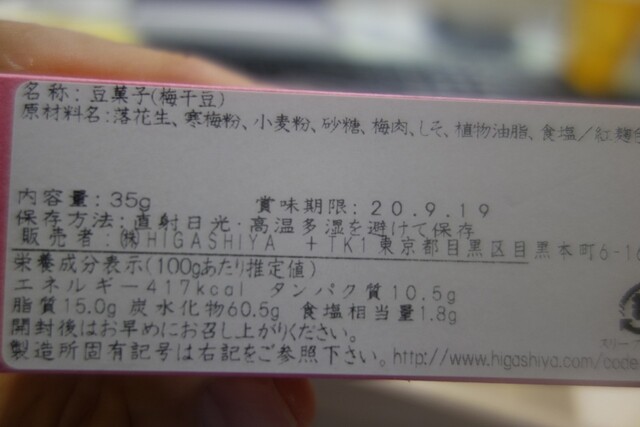 名称:豆菓子(梅干豆)
原材料名:落花生、寒梅粉、小麦粉、砂糖、梅肉、しそ、植物油脂、食塩/紅麹
内容量:35g 賞味期限:20.9.19
保存方法:直射日光・高温多湿を避けて保存
販売者:㈱HIGASHIYA +TK1 東京都目黒区目黒本町6-16
栄養成分表示(100gあたり推定値)
エネルギー417kcal タンパク質10.5g
脂質15.0g 炭水化物60.5g 食塩相当量1.8g
開封後はお早めにお召し上がりください。
製造所固有記号は右記をご参照下さい。http://www.higashiya.com/code